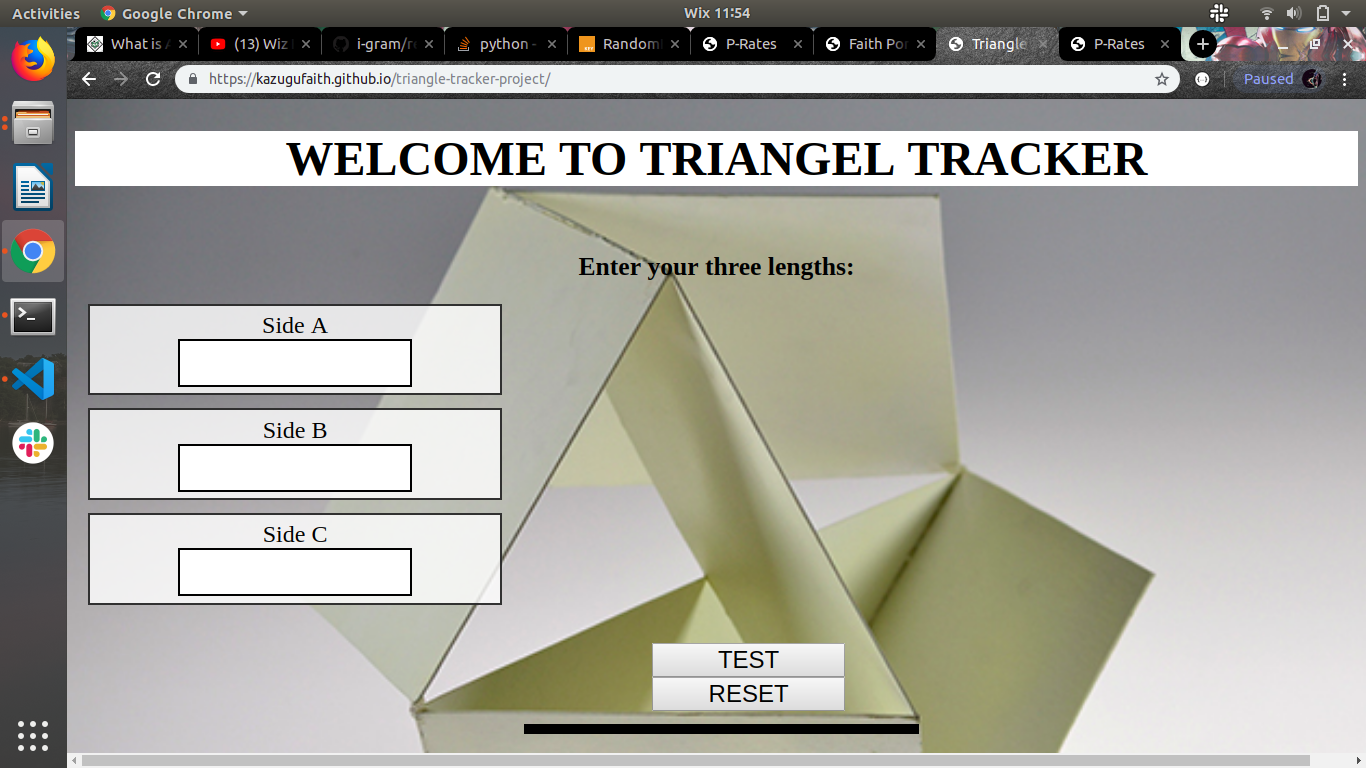 Activities
Google Chrome
Wix 11:54
What is
(13) Wiz
i-gram/r
python -
Random
P-Rates
Faith Por
Triangle
P-Rates
https://kazugufaith.github.io/triangle-tracker-project/
Paused
WELCOME TO TRIANGEL TRACKER
Enter your three lengths:
Side A
Side B
Side C
TEST
RESET